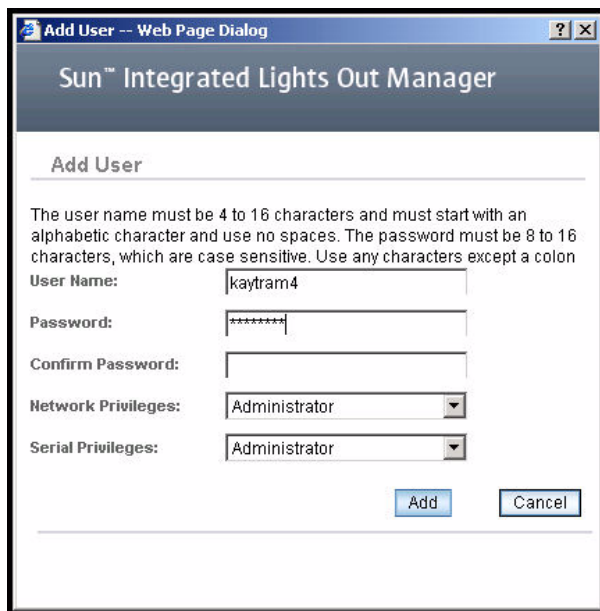 Add User -- Web Page Dialog
Sun™ Integrated Lights Out Manager
Add User
The user name must be 4 to 16 characters and must start with an
alphabetic character and use no spaces. The password must be 8 to 16
characters, which are case sensitive. Use any characters except a colon
User Name: kaytram4
Password: ********
Confirm Password:
Network Privileges: Administrator
Serial Privileges: Administrator
Add Cancel